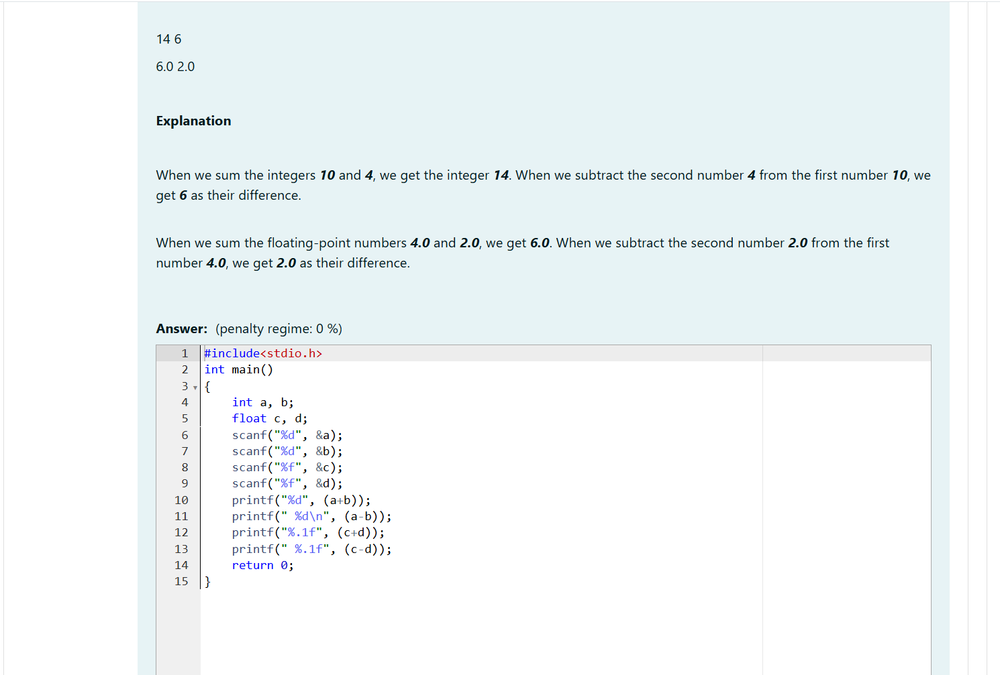 14 6
6.0 2.0
Explanation
When we sum the integers 10 and 4, we get the integer 14. When we subtract the second number 4 from the first number 10, we
get 6 as their difference.
When we sum the floating-point numbers 4.0 and 2.0, we get 6.0. When we subtract the second number 2.0 from the first
number 4.0, we get 2.0 as their difference.
Answer: (penalty regime: 0 %)
1 #include<stdio.h>
2 int main()
3 {
4     int a, b;
5     float c, d;
6     scanf("%d", &a);
7     scanf("%d", &b);
8     scanf("%f", &c);
9     scanf("%f", &d);
10     printf("%d", (a+b));
11     printf(" %d\n", (a-b));
12     printf("%.1f", (c+d));
13     printf(" %.1f", (c-d));
14     return 0;
15 }